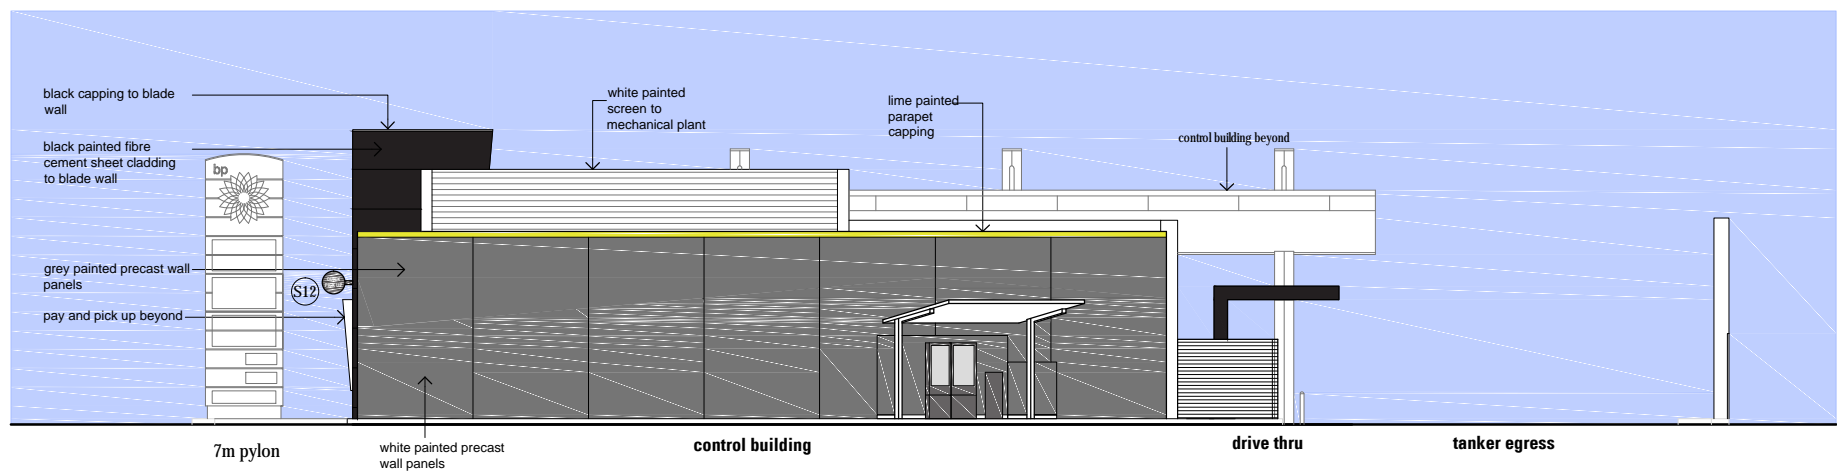 black capping to blade
wall
white painted
screen to
mechanical plant
lime painted
parapet
capping
control building beyond
black painted fibre
cement sheet cladding
to blade wall
bp
grey painted precast wall
panels
S12
pay and pick up beyond
7m pylon
white painted precast
wall panels
control building
drive thru
tanker egress